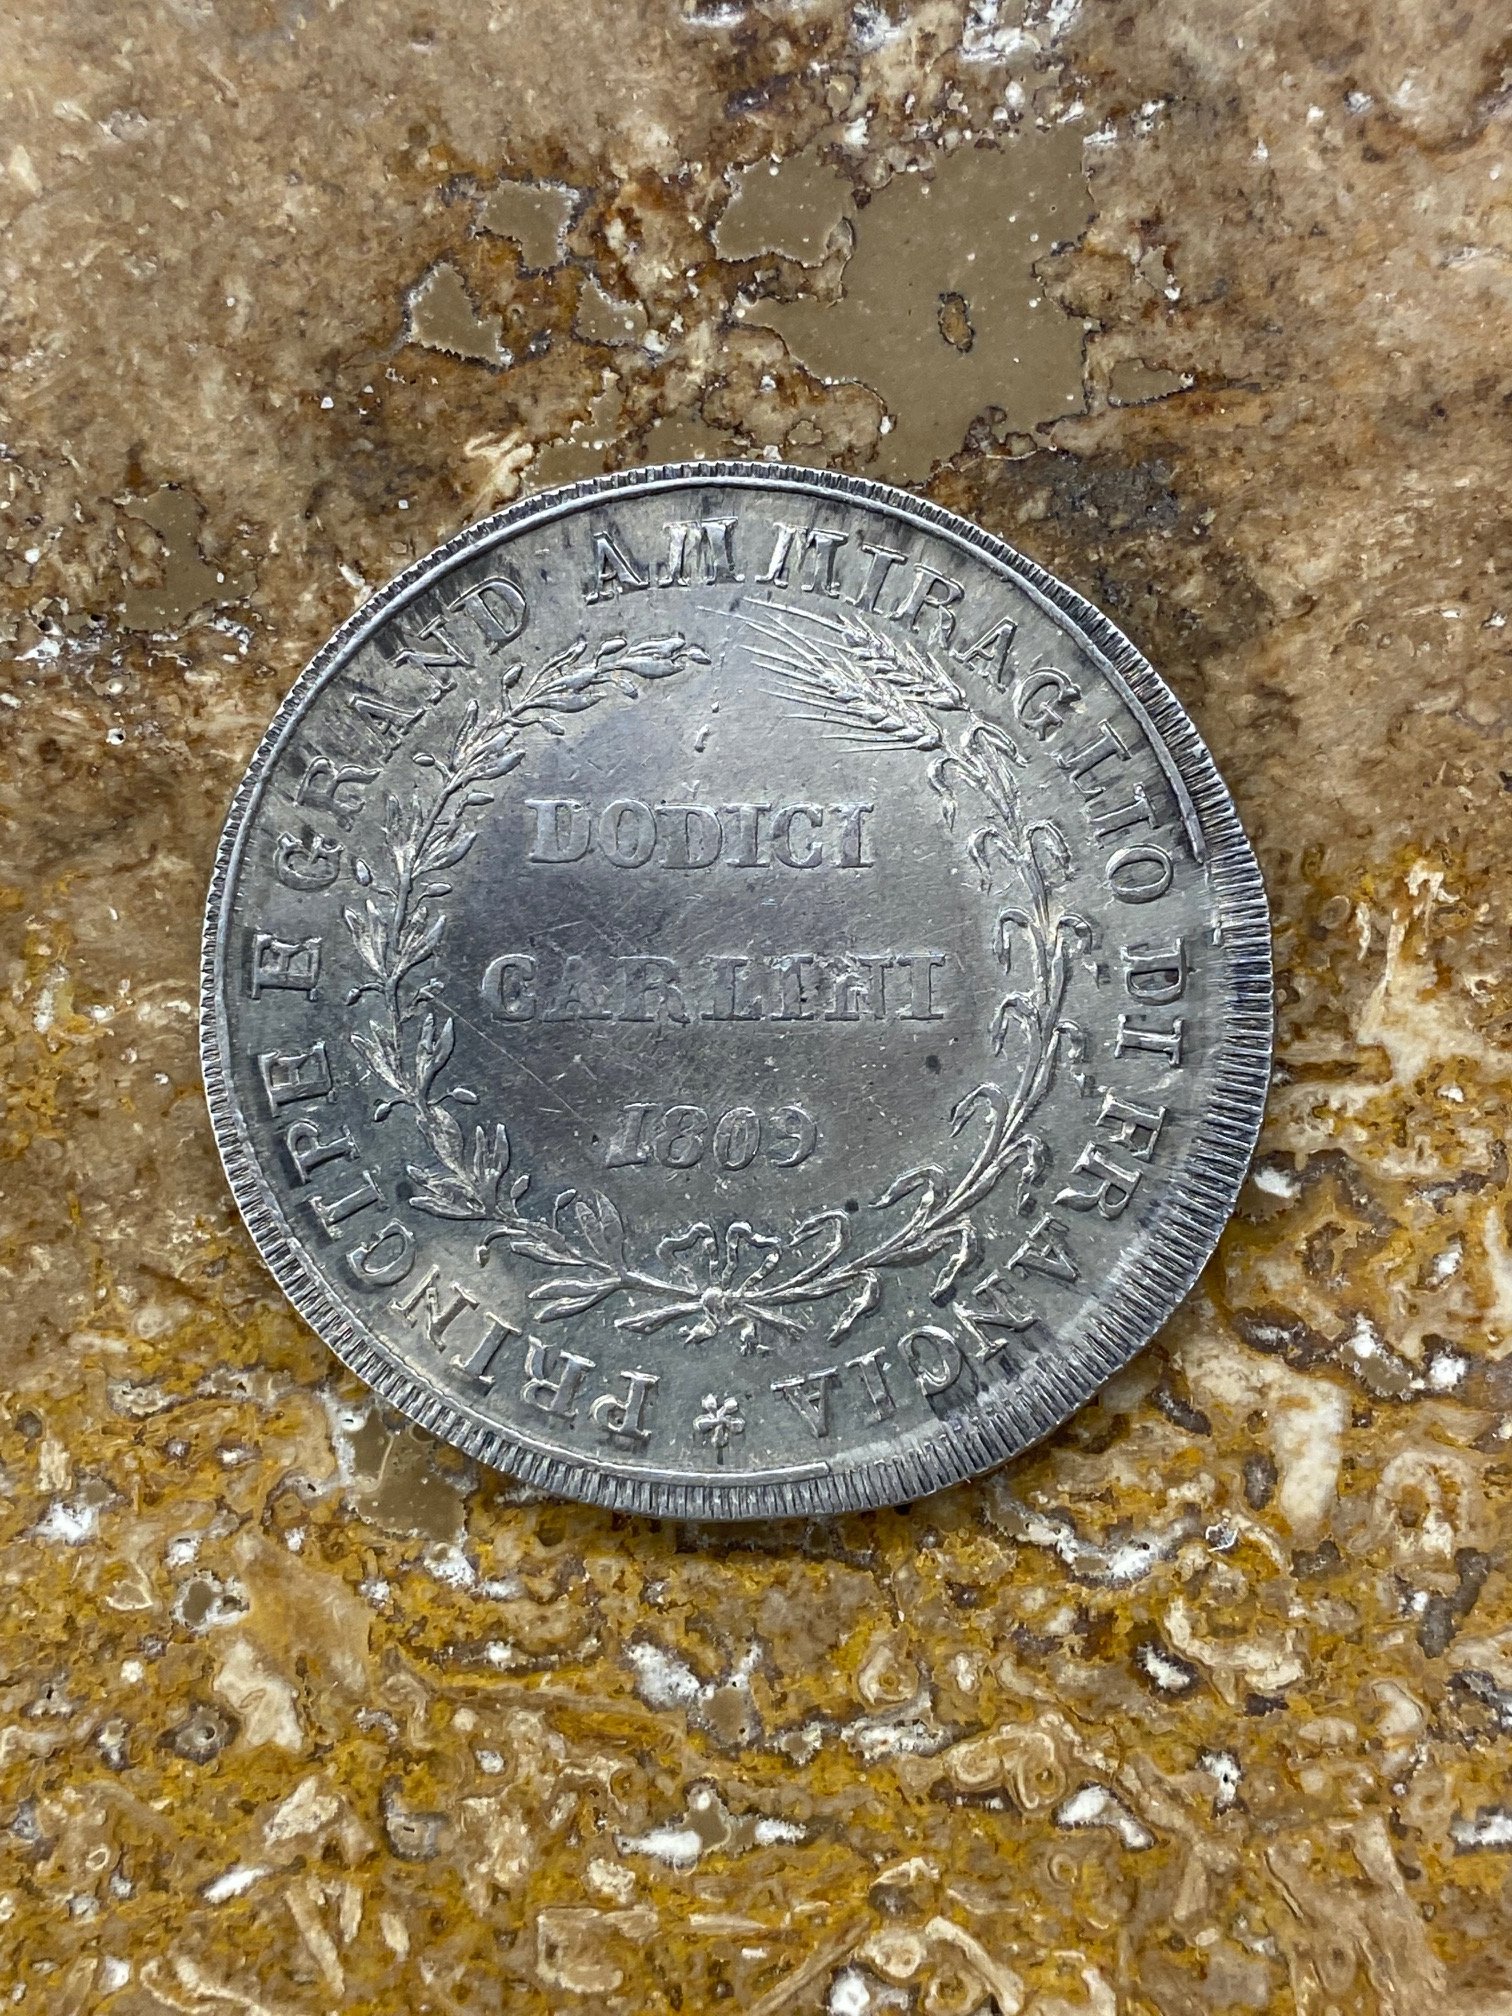 PRINCIPE E GRAND AMMIRAGLIO DI FRANCIA
DODICI
CARLINI
1809